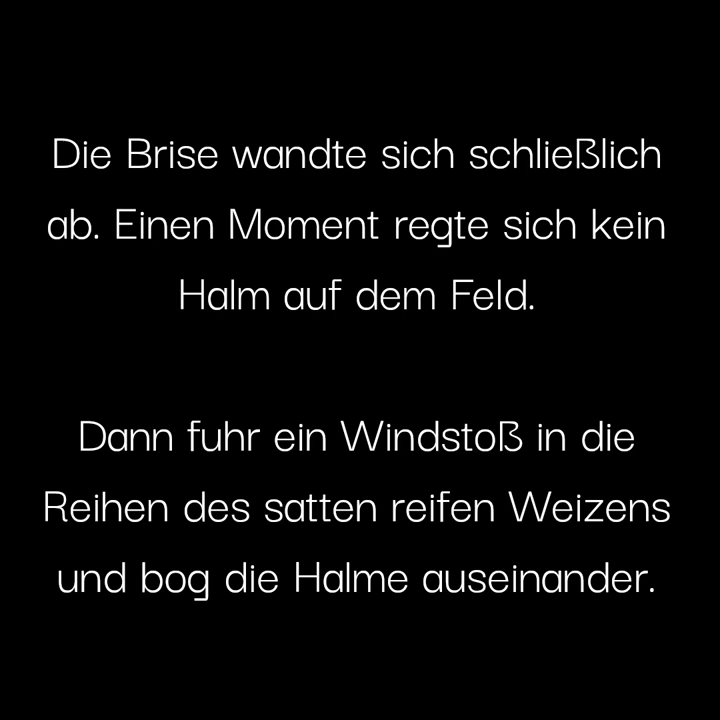 Die Brise wandte sich schließlich
ab. Einen Moment regte sich kein
Halm auf dem Feld.
Dann fuhr ein Windstoß in die
Reihen des satten reifen Weizens
und bog die Halme auseinander.